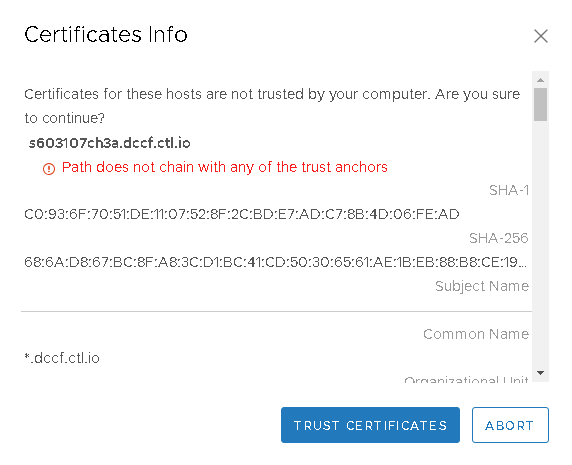 Certificates Info
Certificates for these hosts are not trusted by your computer. Are you sure
to continue?
s603107ch3a.dccf.ctl.io
Path does not chain with any of the trust anchors
SHA-1
C0:93:6F:70:51:DE:11:07:52:8F:2C:BD:E7:AD:C7:8B:4D:06:FE:AD
SHA-256
68:6A:D8:67:BC:8F:A8:3C:D1:BC:41:CD:50:30:65:61:AE:1B:EB:88:B8:CE:19...
Subject Name
Common Name
*.dccf.ctl.io
Organizational Unit
TRUST CERTIFICATES
ABORT